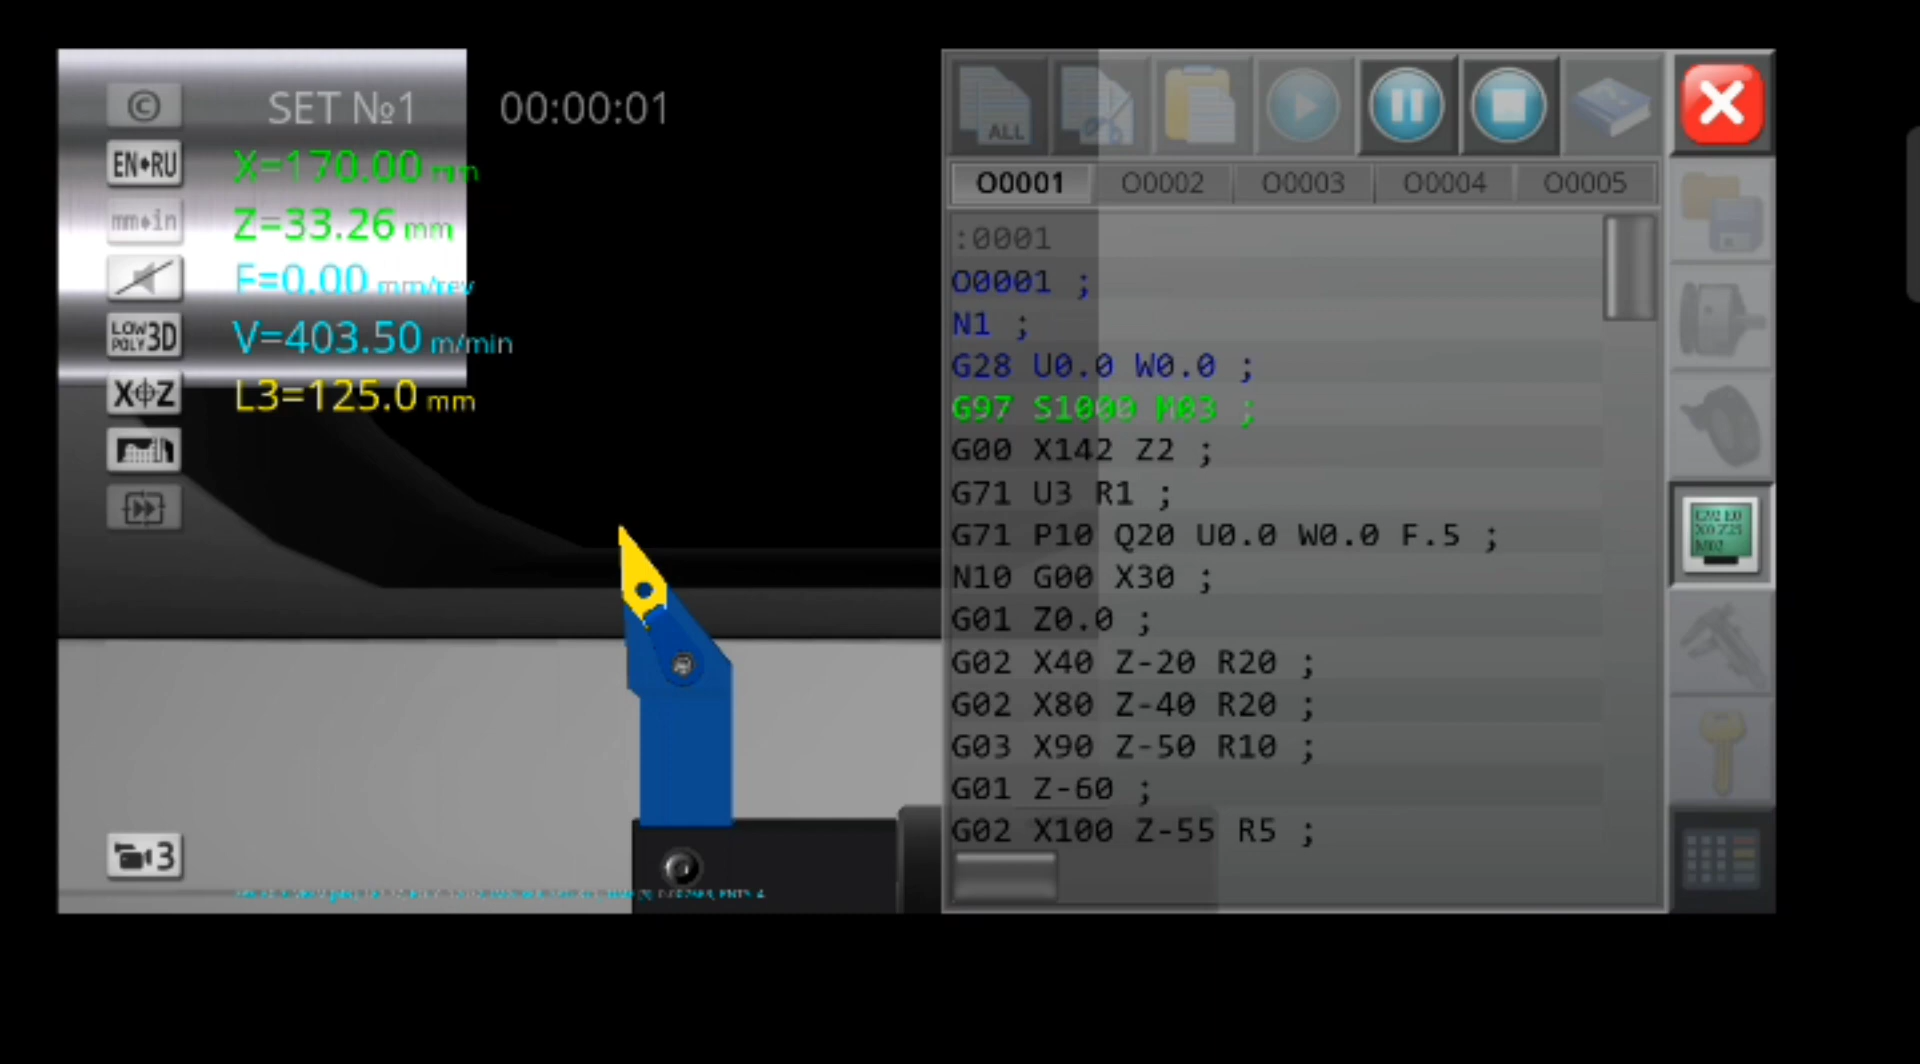 ©
SET №1
00:00:01
EN•RU
X=170.00 mm
mm•in
Z=33.26 mm
F=0.00 mm/rev
LOW POLY 3D
V=403.50 m/min
X Z
L3=125.0 mm
3
ALL
O0001 O0002 O0003 O0004 O0005
:0001
O0001 ;
N1 ;
G28 U0.0 W0.0 ;
G97 S1000 M03 ;
G00 X142 Z2 ;
G71 U3 R1 ;
G71 P10 Q20 U0.0 W0.0 F.5 ;
N10 G00 X30 ;
G01 Z0.0 ;
G02 X40 Z-20 R20 ;
G02 X80 Z-40 R20 ;
G03 X90 Z-50 R10 ;
G01 Z-60 ;
G02 X100 Z-55 R5 ;